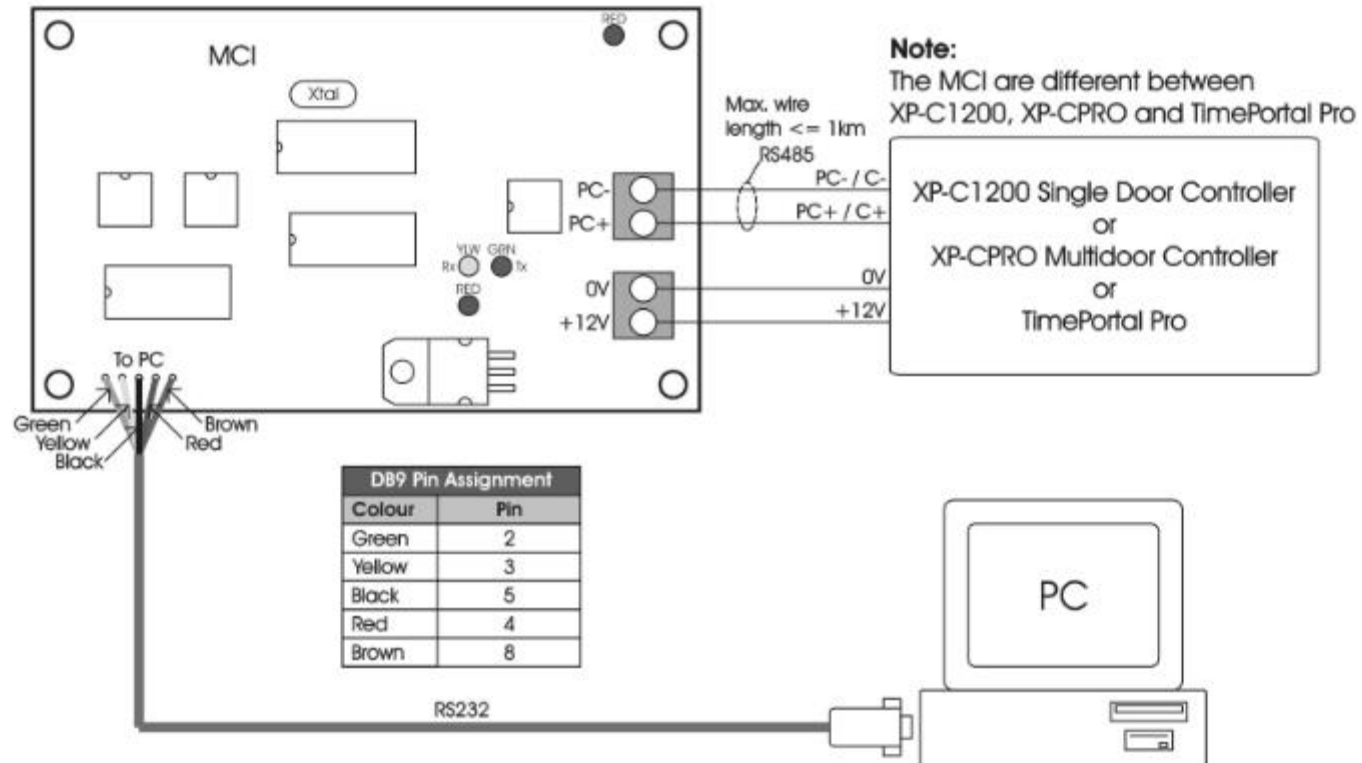 RED
MCI
Xtal
Note:
The MCI are different between
XP-C1200, XP-CPRO and TimePortal Pro
Max. wire
length <= 1km
RS485
PC-
PC+
PC- / C-
PC+ / C+
XP-C1200 Single Door Controller
or
XP-CPRO Multidoor Controller
or
TimePortal Pro
YLW GRN
Rx Tx
RED
0V
+12V
0V
+12V
To PC
Green
Yellow
Black
Brown
Red
DB9 Pin Assignment
Colour Pin
Green 2
Yellow 3
Black 5
Red 4
Brown 8
PC
RS232